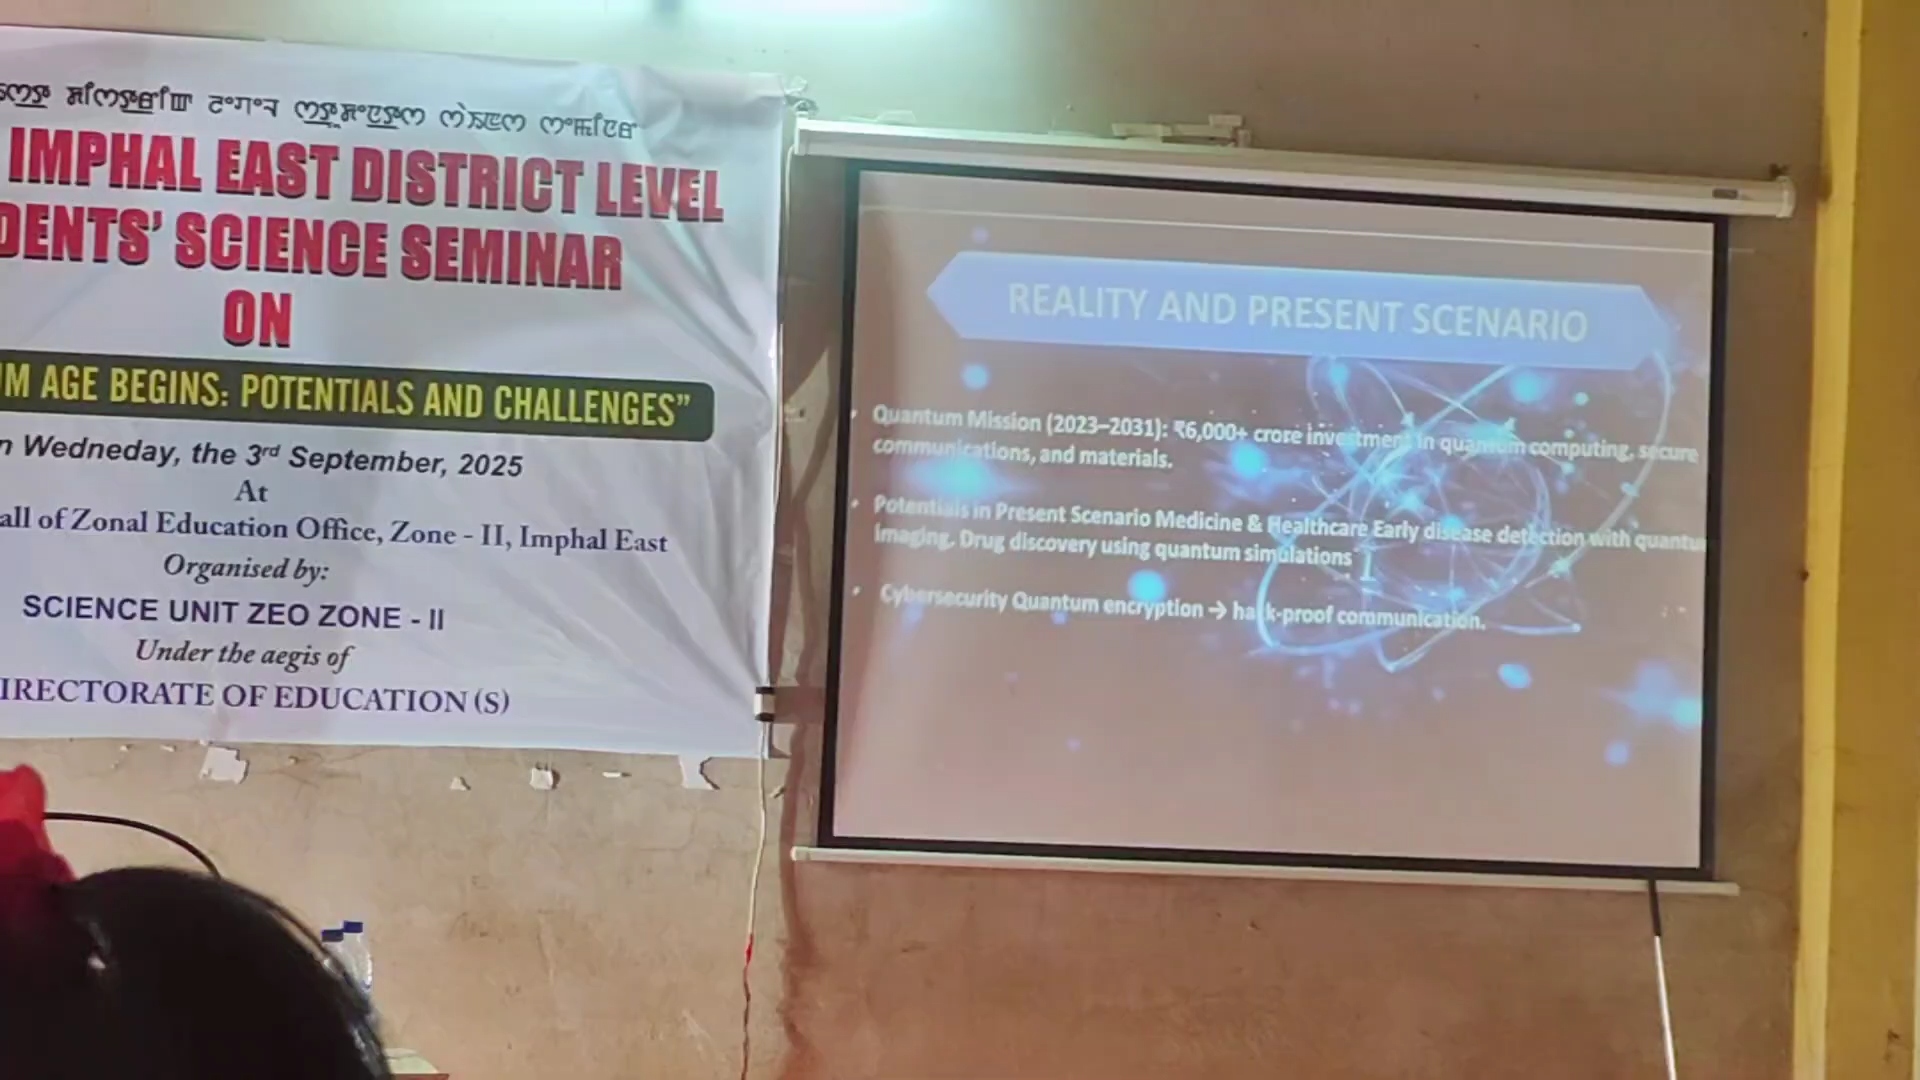 IMPHAL EAST DISTRICT LEVEL
DENTS' SCIENCE SEMINAR
ON
M AGE BEGINS: POTENTIALS AND CHALLENGES”
n Wedneday, the 3rd September, 2025
At
all of Zonal Education Office, Zone - II, Imphal East
Organised by:
SCIENCE UNIT ZEO ZONE - II
Under the aegis of
IRECTORATE OF EDUCATION (S)
REALITY AND PRESENT SCENARIO
• Quantum Mission (2023–2031): ₹6,000+ crore investment in quantum computing, secure
communications, and materials.
• Potentials in Present Scenario Medicine & Healthcare Early disease detection with quantu
imaging. Drug discovery using quantum simulations
• Cybersecurity Quantum encryption → hack-proof communication.